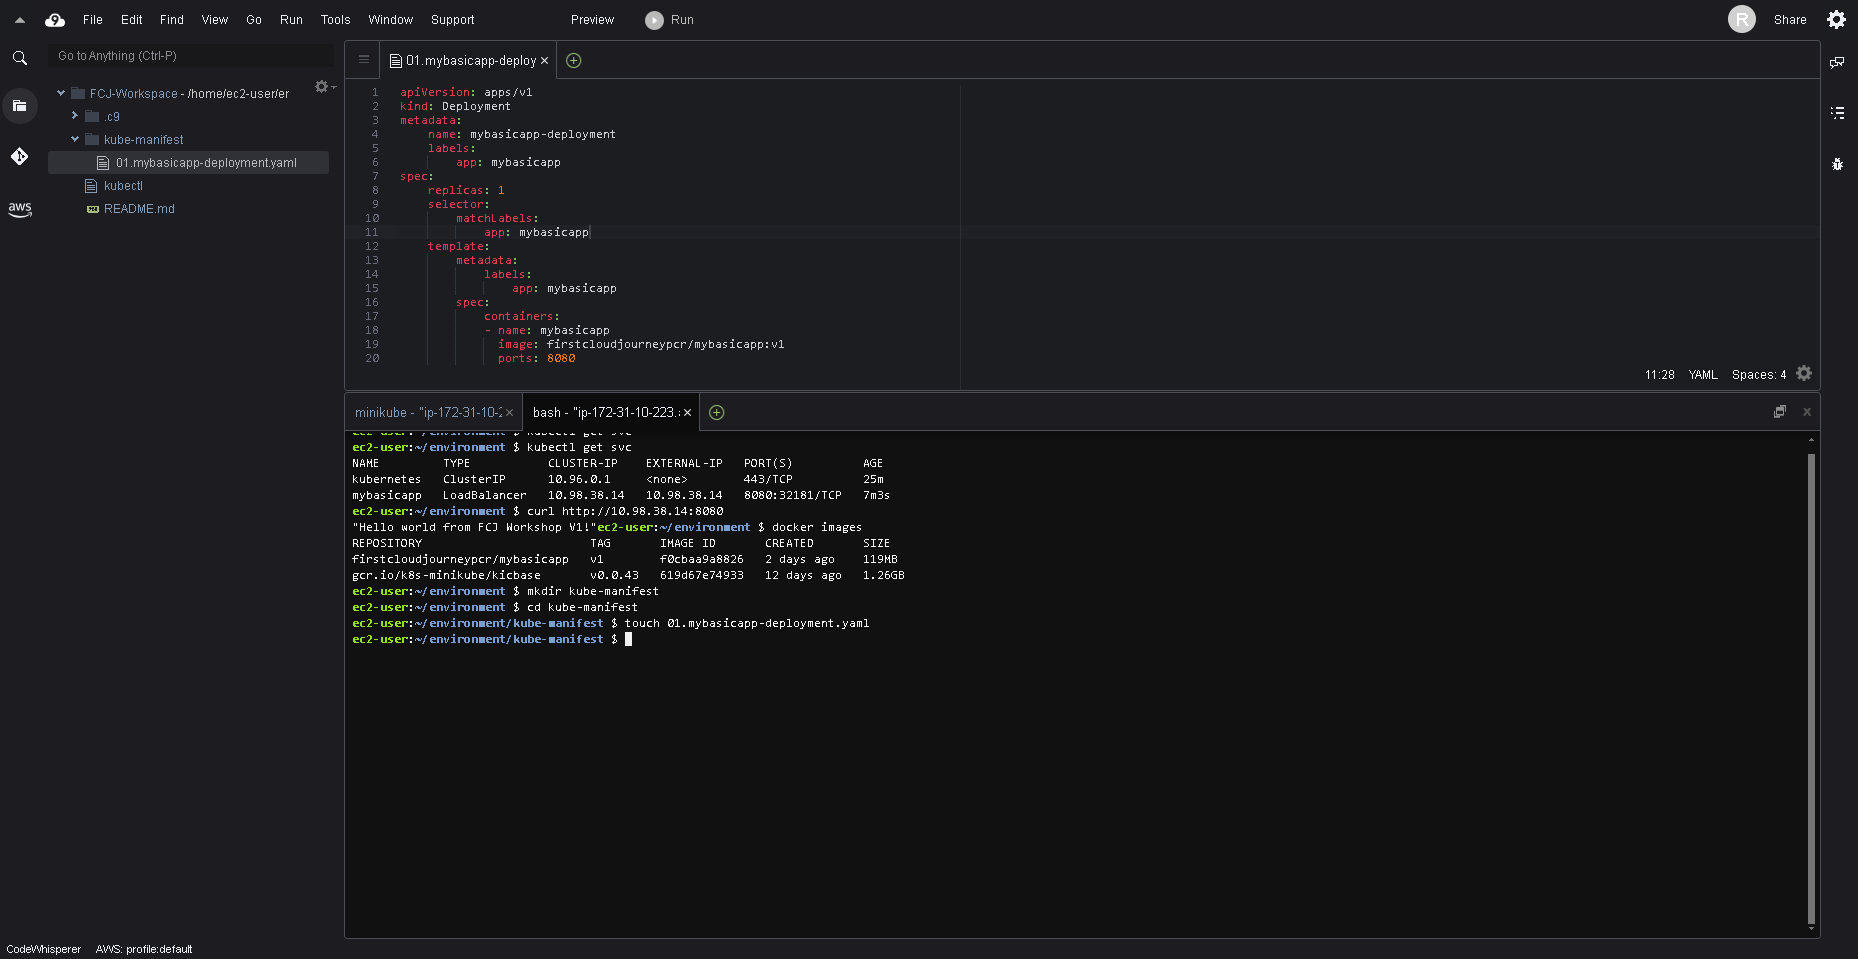 File Edit Find View Go Run Tools Window Support Preview Run R Share
Go to Anything (Ctrl-P)
FCJ-Workspace - /home/ec2-user/er
.c9
kube-manifest
01.mybasicapp-deployment.yaml
kubectl
README.md
aws
01.mybasicapp-deploy
1 apiVersion: apps/v1
2 kind: Deployment
3 metadata:
4 name: mybasicapp-deployment
5 labels:
6 app: mybasicapp
7 spec:
8 replicas: 1
9 selector:
10 matchLabels:
11 app: mybasicapp
12 template:
13 metadata:
14 labels:
15 app: mybasicapp
16 spec:
17 containers:
18 - name: mybasicapp
19 image: firstcloudjourneypcr/mybasicapp:v1
20 ports: 8080
11:28 YAML Spaces: 4
minikube - "ip-172-31-10-2 bash - "ip-172-31-10-223.
ec2-user:~/environment $ kubectl get svc
ec2-user:~/environment $ kubectl get svc
NAME TYPE CLUSTER-IP EXTERNAL-IP PORT(S) AGE
kubernetes ClusterIP 10.96.0.1 <none> 443/TCP 25m
mybasicapp LoadBalancer 10.98.38.14 10.98.38.14 8080:32181/TCP 7m3s
ec2-user:~/environment $ curl http://10.98.38.14:8080
"Hello world from FCJ Workshop V1!"ec2-user:~/environment $ docker images
REPOSITORY TAG IMAGE ID CREATED SIZE
firstcloudjourneypcr/mybasicapp v1 f0cbaa9a8826 2 days ago 119MB
gcr.io/k8s-minikube/kicbase v0.0.43 619d67e74933 12 days ago 1.26GB
ec2-user:~/environment $ mkdir kube-manifest
ec2-user:~/environment $ cd kube-manifest
ec2-user:~/environment/kube-manifest $ touch 01.mybasicapp-deployment.yaml
ec2-user:~/environment/kube-manifest $
CodeWhisperer AWS: profile:default